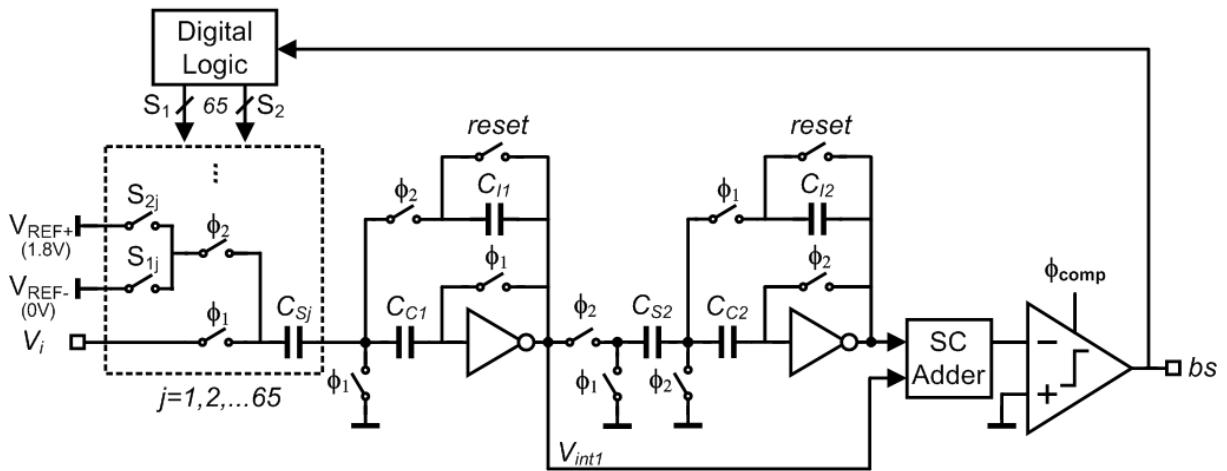 Digital
Logic
S1 65 S2
...
reset
reset
ϕ2
CI1
ϕ1
CI2
S2j
VREF+
(1.8V)
ϕ2
S1j
VREF-
(0V)
ϕ1
ϕ2
ϕcomp
CSj
CC1
ϕ2
CS2
CC2
Vi
ϕ1
ϕ1
ϕ1
ϕ2
SC
Adder
−
+
bs
j=1,2,...65
Vint1